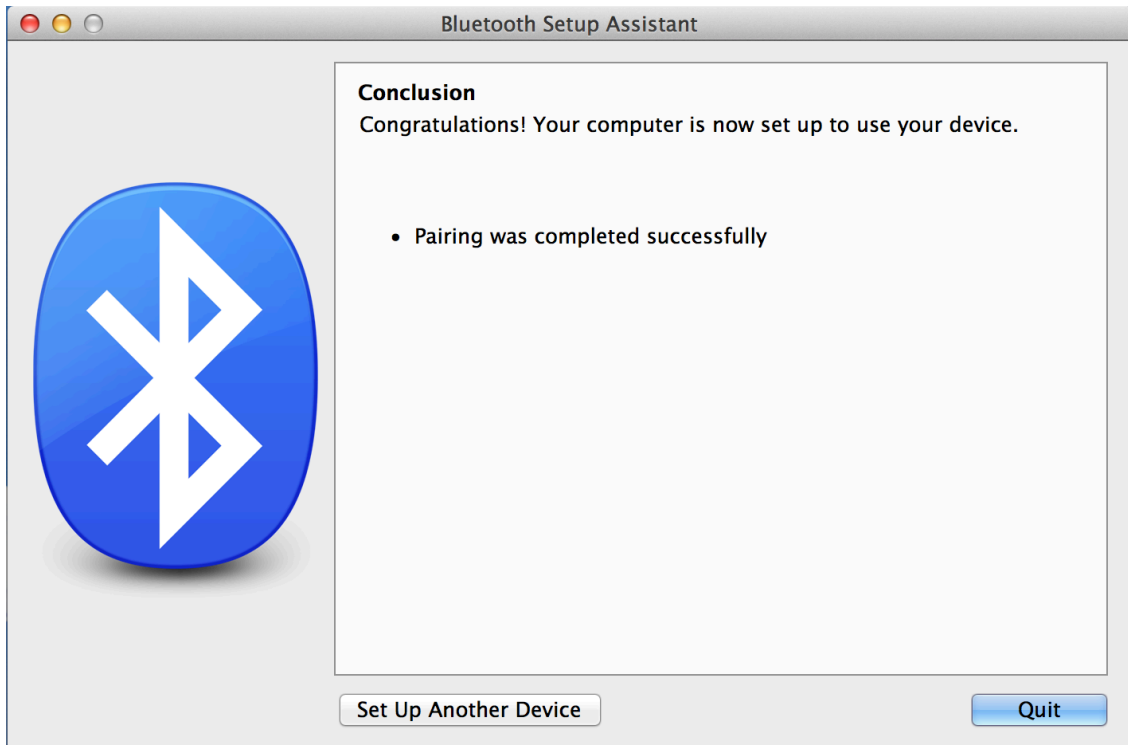 Bluetooth Setup Assistant
Conclusion
Congratulations! Your computer is now set up to use your device.
• Pairing was completed successfully
Set Up Another Device
Quit